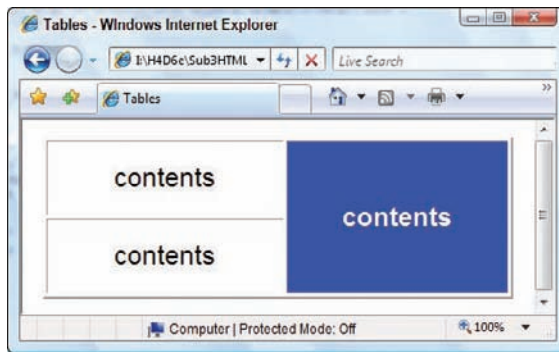 Tables - Windows Internet Explorer
E:\H4D6e\Sub3HTML
Live Search
Tables
contents
contents
contents
Computer | Protected Mode: Off
100%